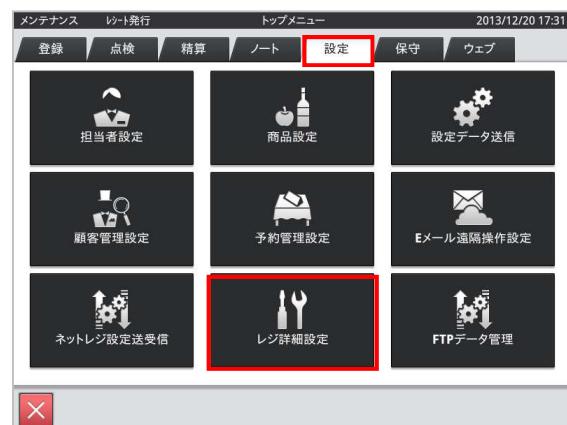 メンテナンス レシート発行 トップメニュー 2013/12/20 17:31
登録 点検 精算 ノート 設定 保守 ウェブ
担当者設定 商品設定 設定データ送信
顧客管理設定 予約管理設定 Eメール遠隔操作設定
ネットレジ設定送受信 レジ詳細設定 FTPデータ管理